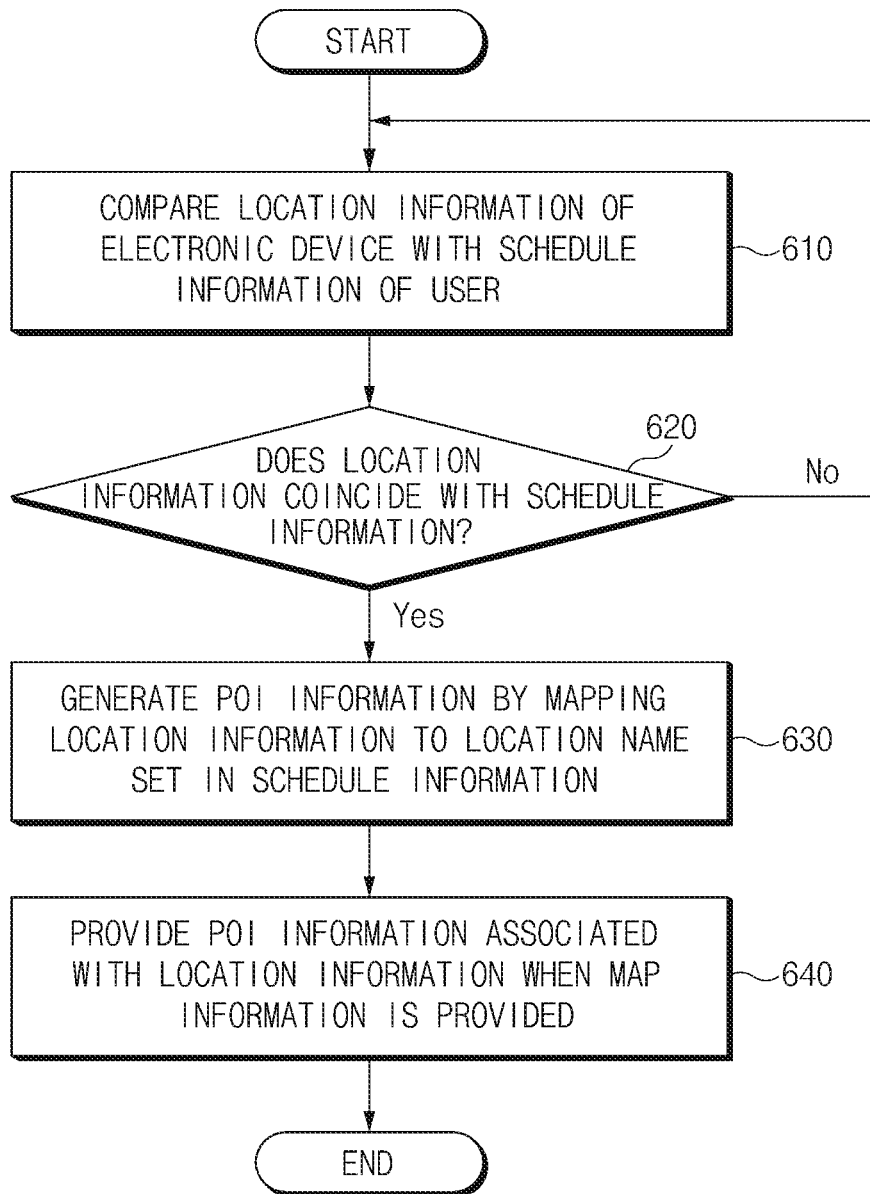 START
COMPARE LOCATION INFORMATION OF
ELECTRONIC DEVICE WITH SCHEDULE
INFORMATION OF USER
610
620
DOES LOCATION
INFORMATION COINCIDE WITH SCHEDULE
INFORMATION?
No
Yes
GENERATE POI INFORMATION BY MAPPING
LOCATION INFORMATION TO LOCATION NAME
SET IN SCHEDULE INFORMATION
630
PROVIDE POI INFORMATION ASSOCIATED
WITH LOCATION INFORMATION WHEN MAP
INFORMATION IS PROVIDED
640
END